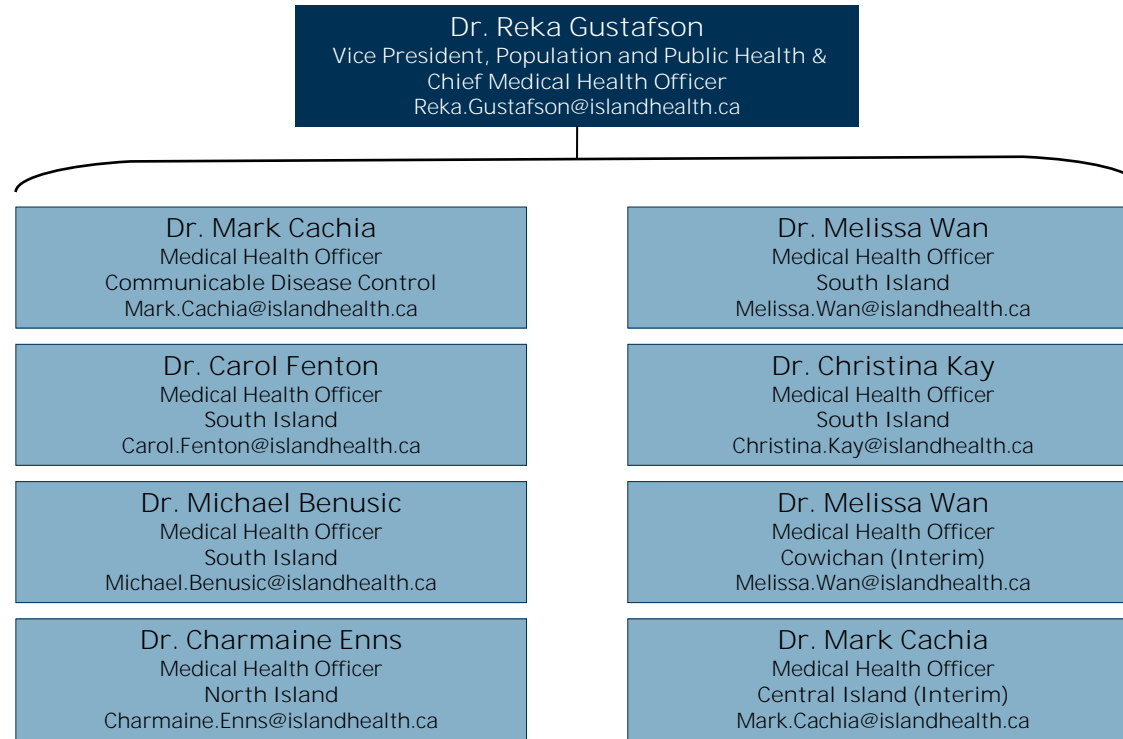 Dr. Reka Gustafson
Vice President, Population and Public Health &
Chief Medical Health Officer
Reka.Gustafson@islandhealth.ca
Dr. Mark Cachia
Medical Health Officer
Communicable Disease Control
Mark.Cachia@islandhealth.ca
Dr. Melissa Wan
Medical Health Officer
South Island
Melissa.Wan@islandhealth.ca
Dr. Carol Fenton
Medical Health Officer
South Island
Carol.Fenton@islandhealth.ca
Dr. Christina Kay
Medical Health Officer
South Island
Christina.Kay@islandhealth.ca
Dr. Michael Benusic
Medical Health Officer
South Island
Michael.Benusic@islandhealth.ca
Dr. Melissa Wan
Medical Health Officer
Cowichan (Interim)
Melissa.Wan@islandhealth.ca
Dr. Charmaine Enns
Medical Health Officer
North Island
Charmaine.Enns@islandhealth.ca
Dr. Mark Cachia
Medical Health Officer
Central Island (Interim)
Mark.Cachia@islandhealth.ca